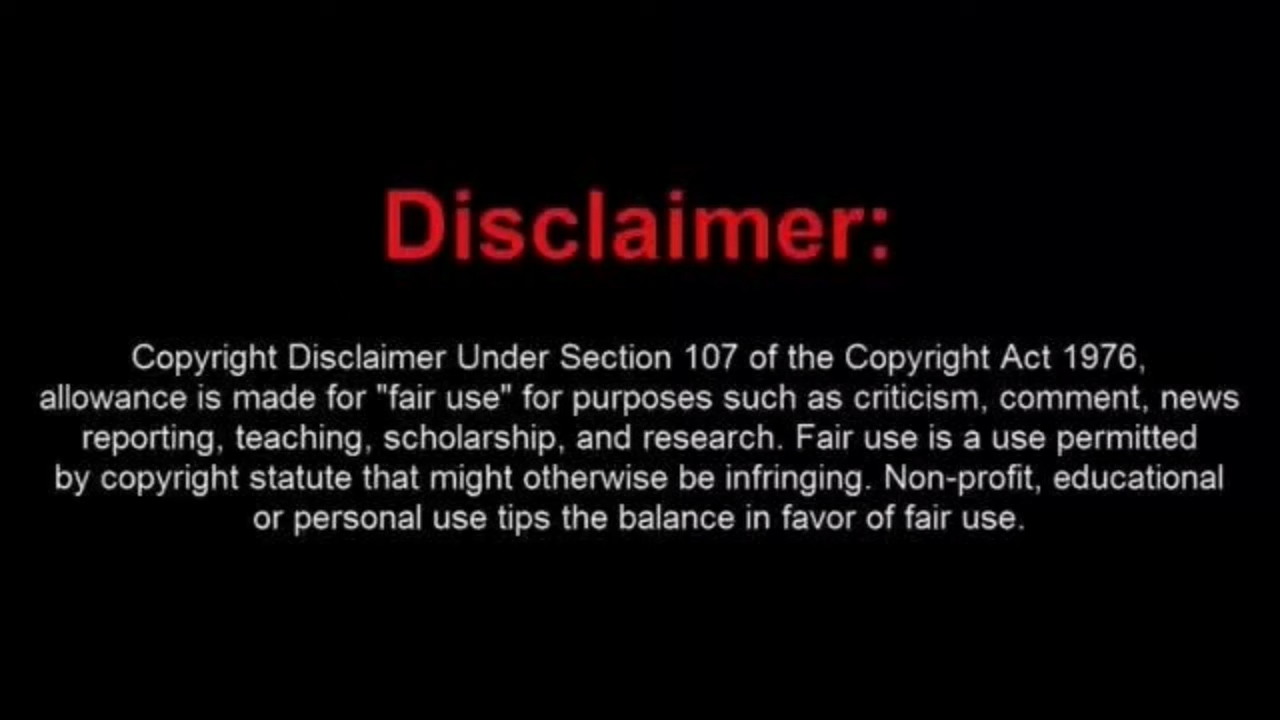 Disclaimer:
Copyright Disclaimer Under Section 107 of the Copyright Act 1976,
allowance is made for "fair use" for purposes such as criticism, comment, news
reporting, teaching, scholarship, and research. Fair use is a use permitted
by copyright statute that might otherwise be infringing. Non-profit, educational
or personal use tips the balance in favor of fair use.